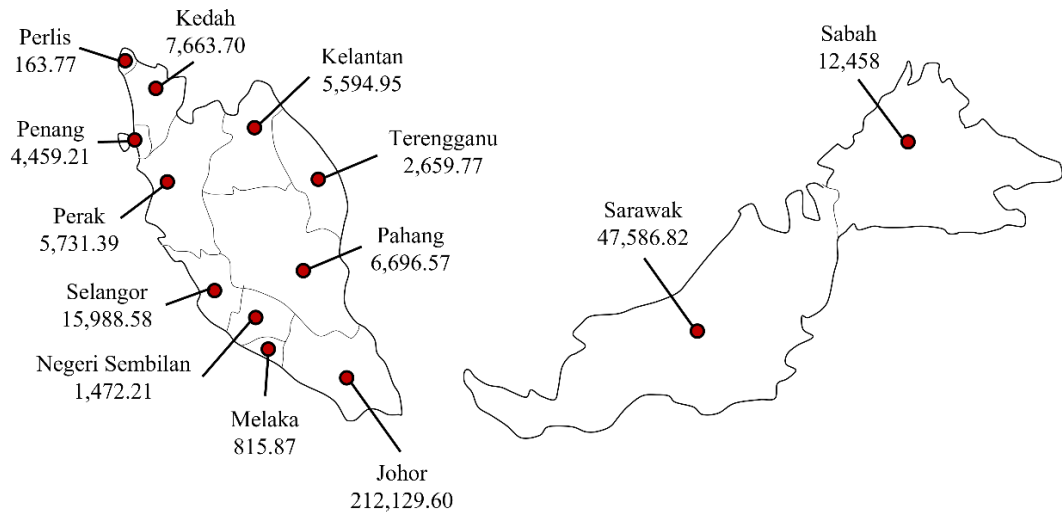 Kedah
7,663.70
Perlis
163.77
Kelantan
5,594.95
Penang
4,459.21
Terengganu
2,659.77
Perak
5,731.39
Pahang
6,696.57
Selangor
15,988.58
Negeri Sembilan
1,472.21
Melaka
815.87
Johor
212,129.60
Sabah
12,458
Sarawak
47,586.82